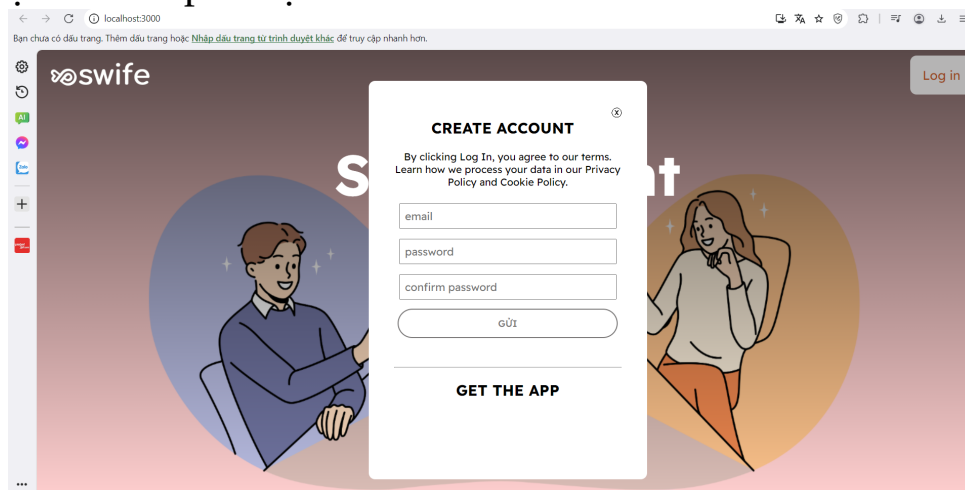 localhost:3000
Bạn chưa có dấu trang. Thêm dấu trang hoặc Nhập dấu trang từ trình duyệt khác để truy cập nhanh hơn.
swife
Log in
AI
Zalo
CREATE ACCOUNT
By clicking Log In, you agree to our terms.
Learn how we process your data in our Privacy
Policy and Cookie Policy.
S
nt
email
password
confirm password
GỬI
GET THE APP